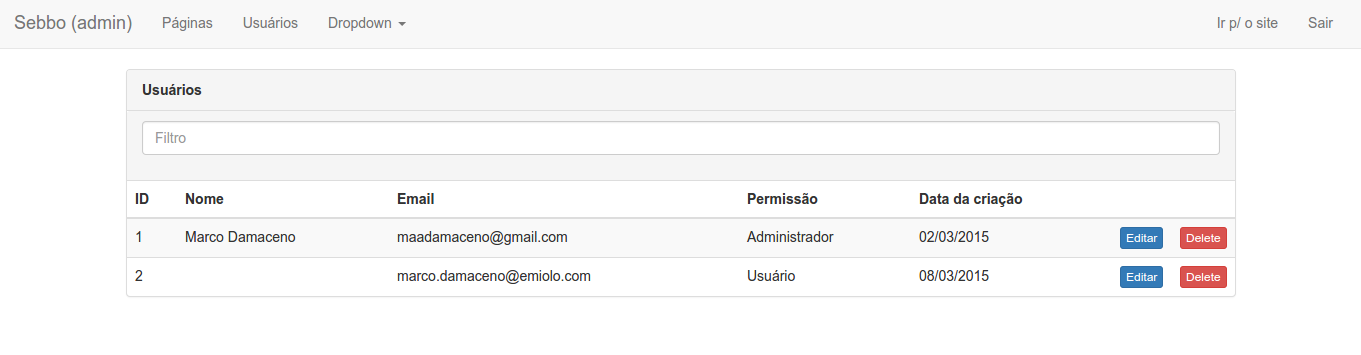 Sebbo (admin) Páginas Usuários Dropdown Ir p/ o site Sair
Usuários
Filtro
ID Nome Email Permissão Data da criação
1 Marco Damaceno maadamaceno@gmail.com Administrador 02/03/2015 Editar Delete
2 marco.damaceno@emiolo.com Usuário 08/03/2015 Editar Delete